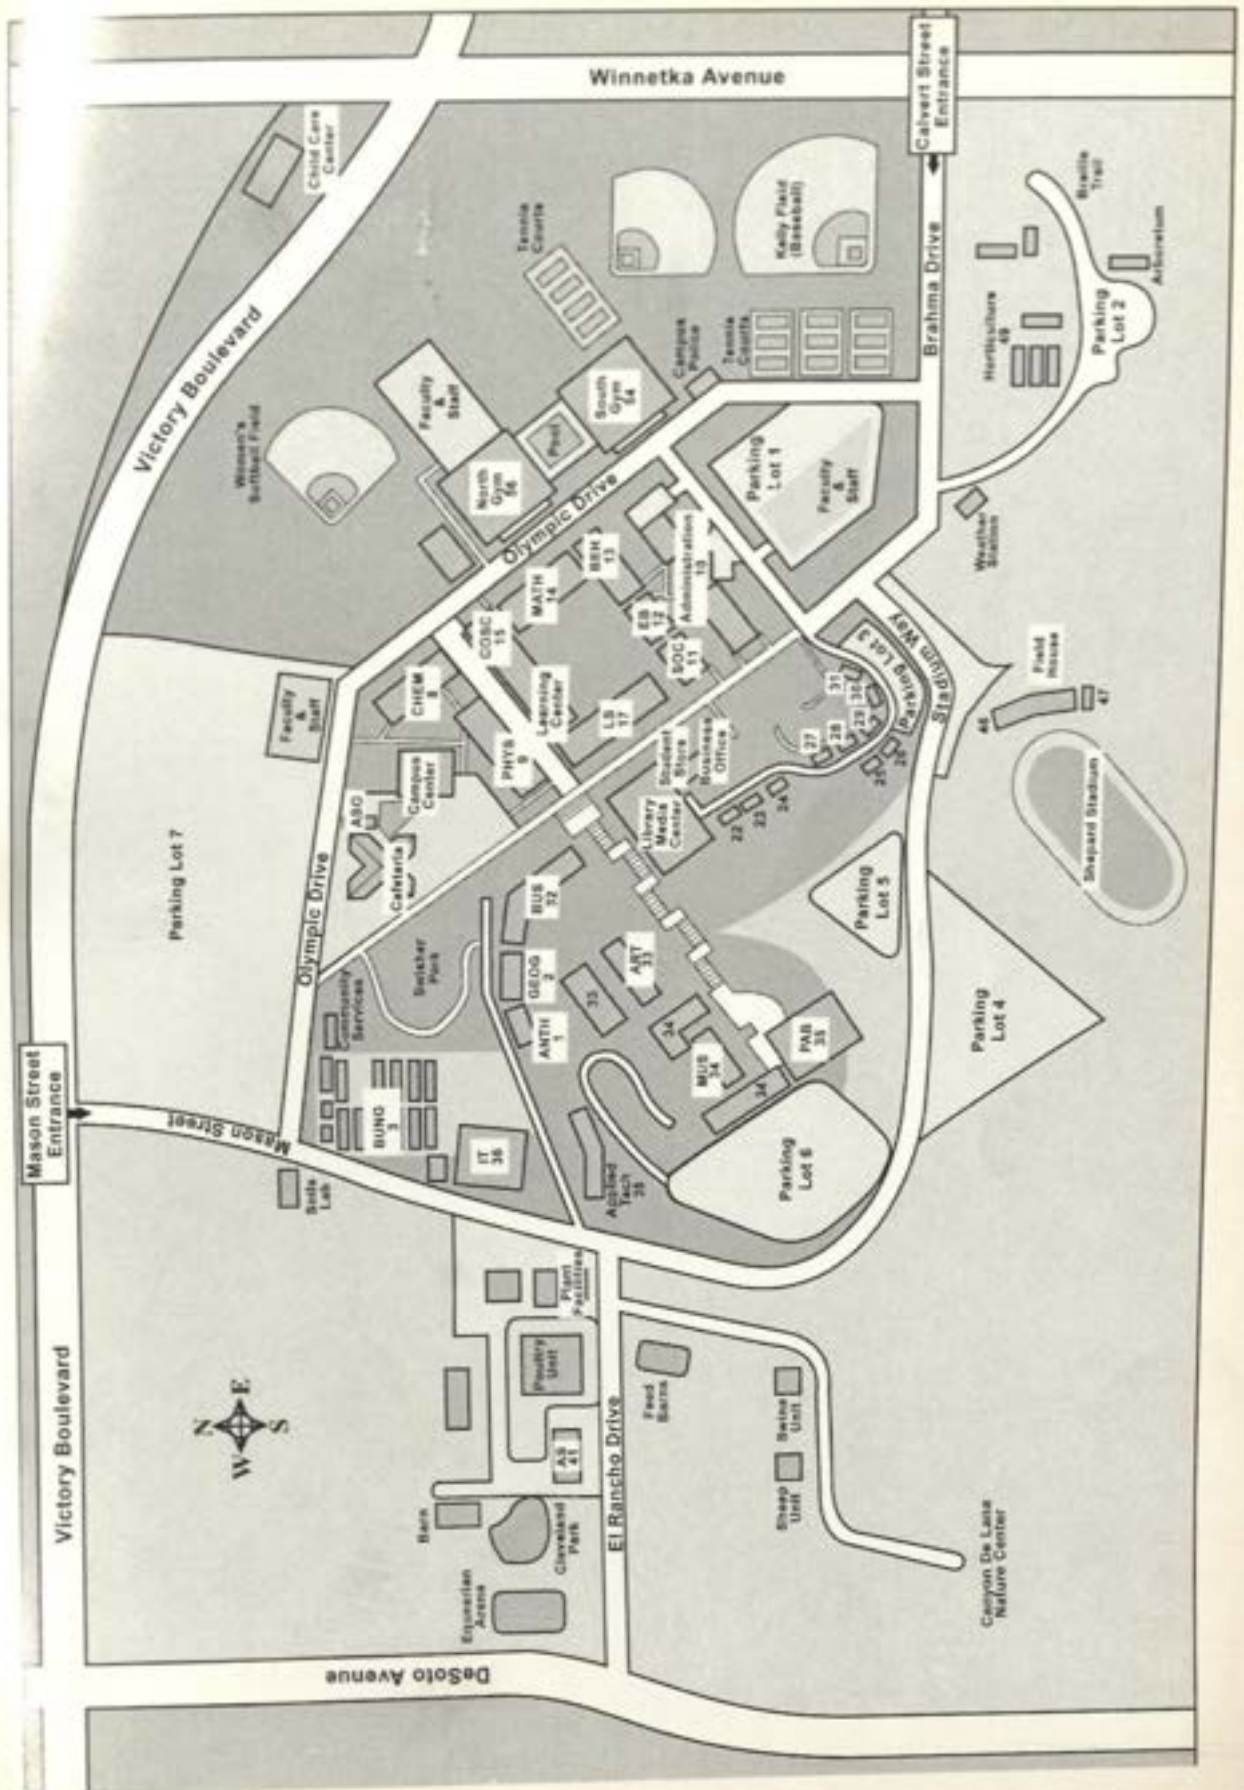 Winnetka Avenue
Calvert Street
Entrance
Victory Boulevard
Child Care
Center
Women's
Softball Field
Faculty
&
Staff
Tennis
Courts
Kelly Field
(Baseball)
North
Gym
56
Pool
South
Gym
54
Campus
Police
Tennis
Courts
Brahma Drive
Braille
Trail
Arboretum
Horticulture
49
Parking
Lot 2
Olympic Drive
Parking
Lot 1
Faculty
&
Staff
Weather
Station
Faculty
&
Staff
CHEM
8
COSC
15
MATH
14
BEH
13
EB
12
Administration
10
SOC
11
Learning
Center
LS
17
PHYS
9
Campus
Center
ASO
Cafeteria
Student
Store
Business
Office
Library
Media
Center
31
30
29
28
27
26
25
24
23
22
Parking Lot 3
Stadium Way
Field
House
46
47
Shepard Stadium
Parking Lot 7
Olympic Drive
Swisher
Park
BUS
32
GEOG
2
ANTH
1
33
ART
33
34
MUS
34
34
PAB
35
Parking
Lot 5
Parking
Lot 4
Parking
Lot 6
Mason Street
Entrance
Mason Street
Community
Services
BUNG
3
IT
36
Soils
Lab
Applied
Tech
Plant
Facilities
Poultry
Unit
AS
41
Feed
Barns
Swine
Unit
Sheep
Unit
Canyon De Lana
Nature Center
El Rancho Drive
Barn
Cleveland
Park
Equestrian
Arena
N
E
S
W
Victory Boulevard
DeSoto Avenue